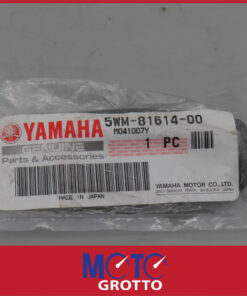 YAMAHA
GENUINE
Parts & Accessories
5WM-81614-00
M041007Y
1 PC
MADE IN JAPAN
YAMAHA MOTOR CO., LTD.
MOTO
GROTTO